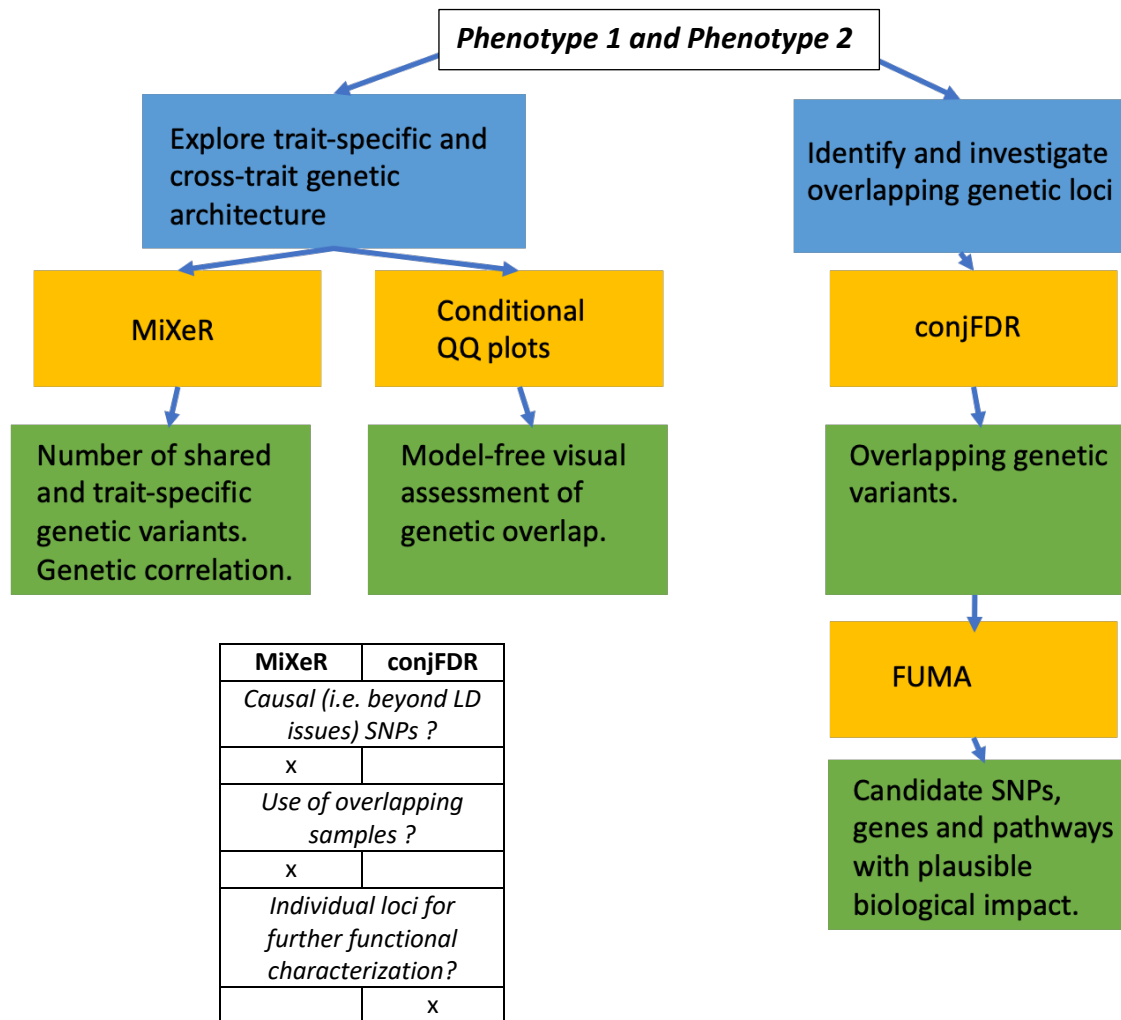 Phenotype 1 and Phenotype 2
Explore trait-specific and
cross-trait genetic
architecture
Identify and investigate
overlapping genetic loci
MiXeR
Conditional
QQ plots
conjFDR
Number of shared
and trait-specific
genetic variants.
Genetic correlation.
Model-free visual
assessment of
genetic overlap.
Overlapping genetic
variants.
FUMA
Candidate SNPs,
genes and pathways
with plausible
biological impact.
MiXeR conjFDR
Causal (i.e. beyond LD
issues) SNPs ?
x
Use of overlapping
samples ?
x
Individual loci for
further functional
characterization?
x